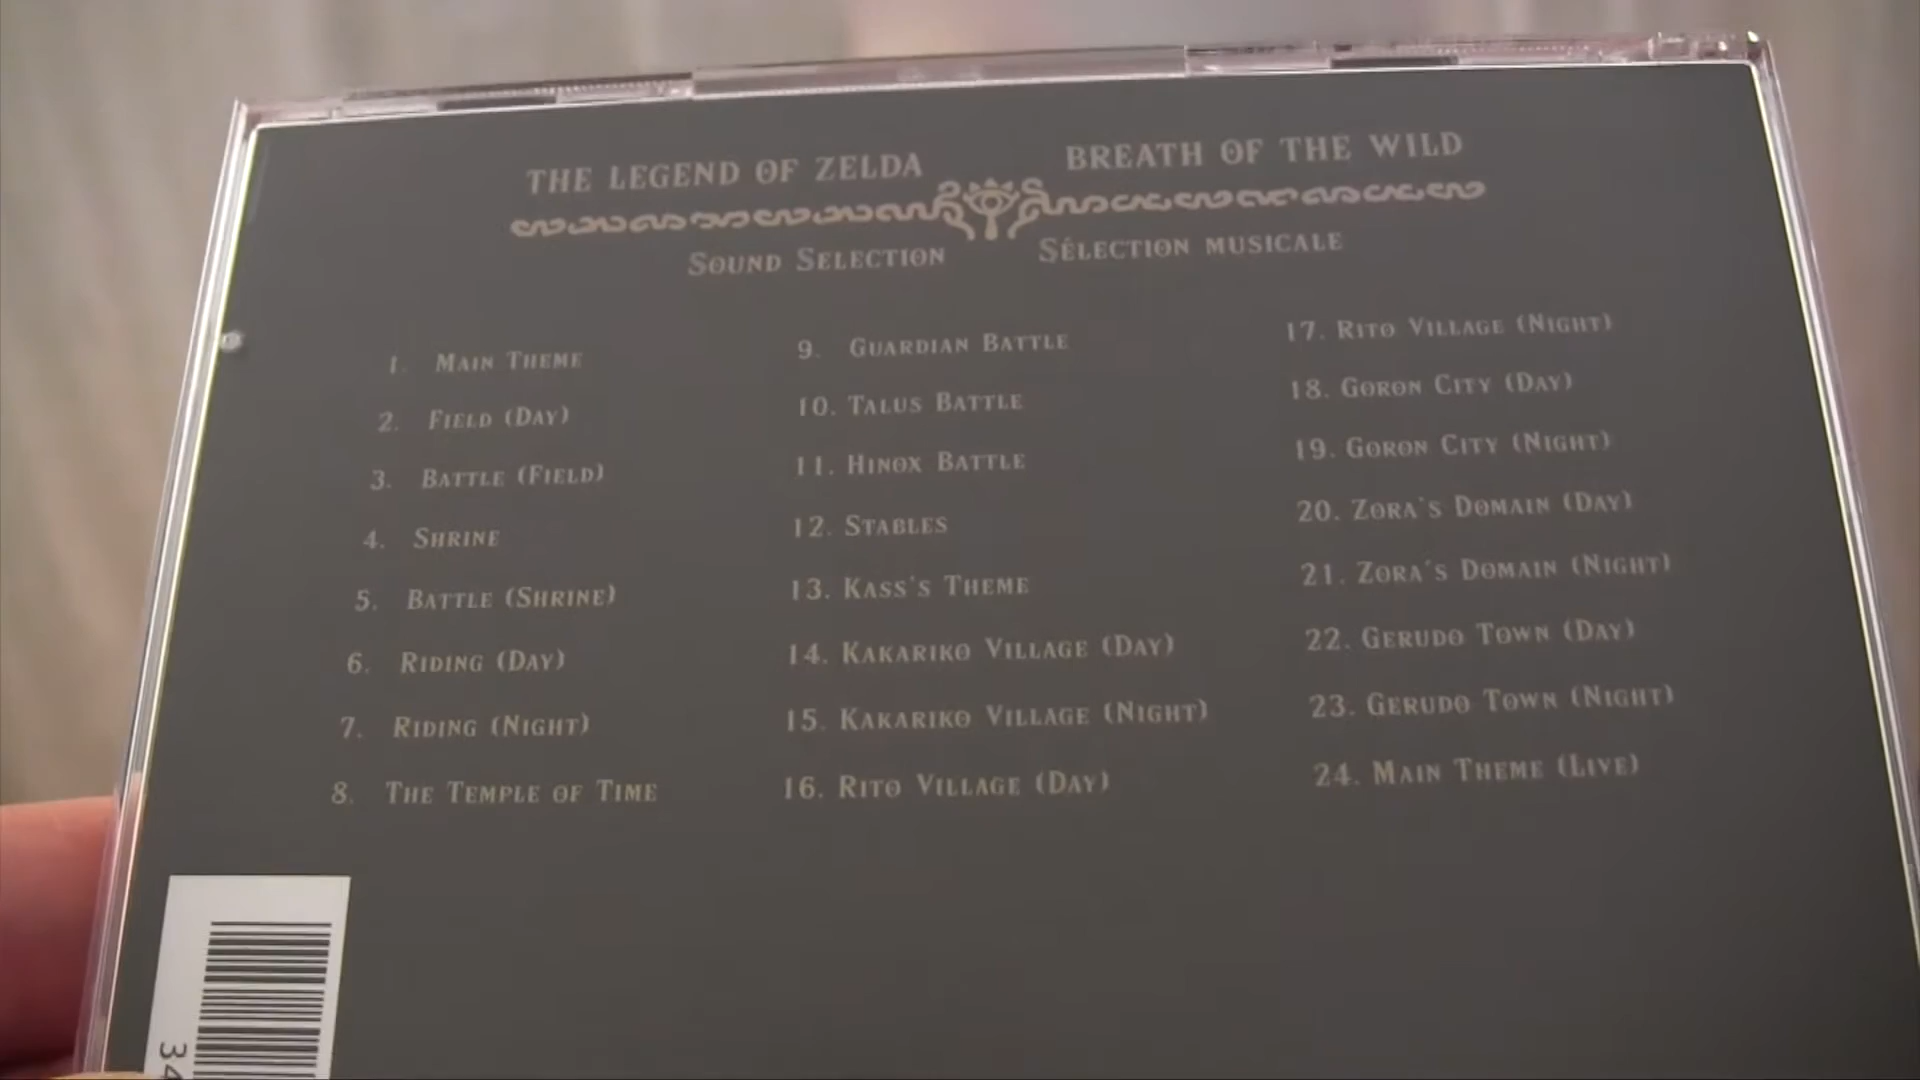 THE LEGEND OF ZELDA BREATH OF THE WILD
SOUND SELECTION SÉLECTION MUSICALE
1. MAIN THEME
2. FIELD (DAY)
3. BATTLE (FIELD)
4. SHRINE
5. BATTLE (SHRINE)
6. RIDING (DAY)
7. RIDING (NIGHT)
8. THE TEMPLE OF TIME
9. GUARDIAN BATTLE
10. TALUS BATTLE
11. HINOX BATTLE
12. STABLES
13. KASS'S THEME
14. KAKARIKO VILLAGE (DAY)
15. KAKARIKO VILLAGE (NIGHT)
16. RITO VILLAGE (DAY)
17. RITO VILLAGE (NIGHT)
18. GORON CITY (DAY)
19. GORON CITY (NIGHT)
20. ZORA'S DOMAIN (DAY)
21. ZORA'S DOMAIN (NIGHT)
22. GERUDO TOWN (DAY)
23. GERUDO TOWN (NIGHT)
24. MAIN THEME (LIVE)
34